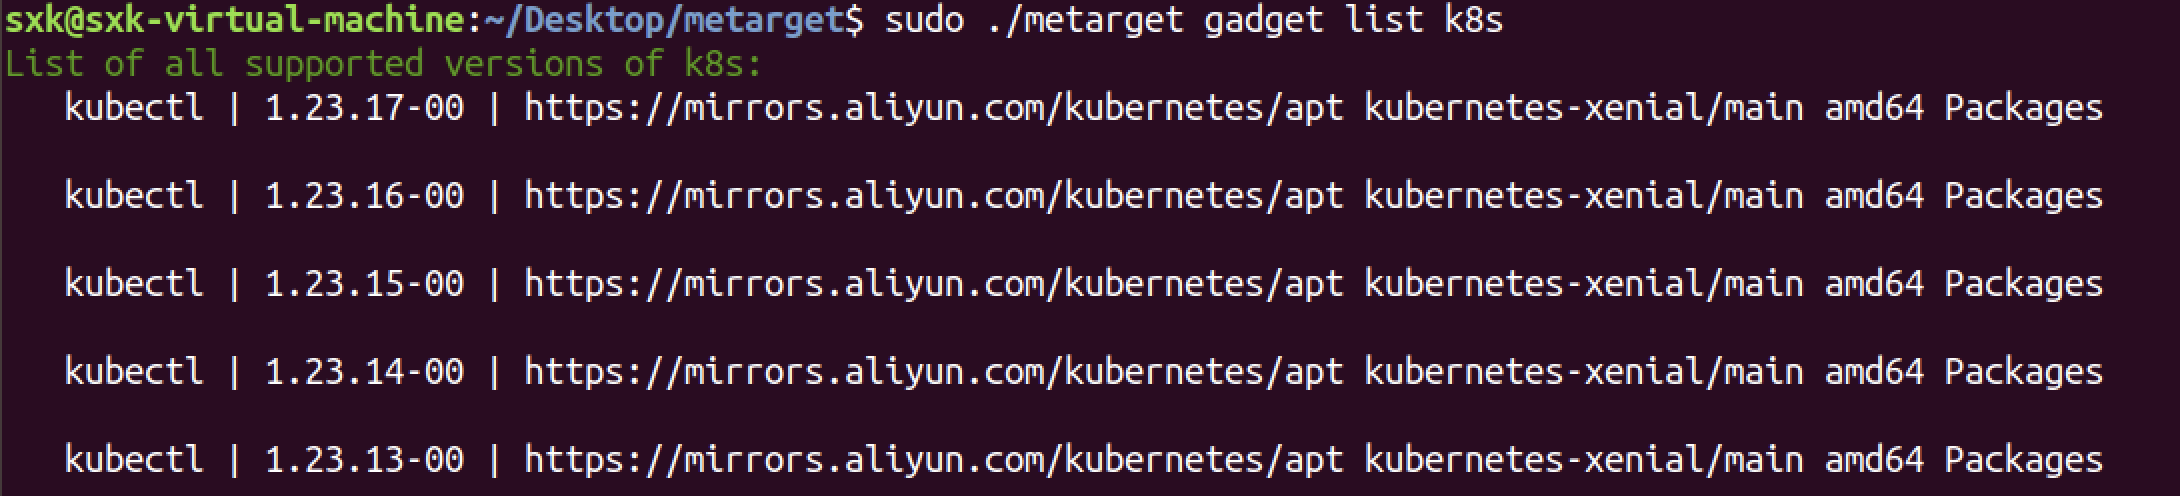 sxk@sxk-virtual-machine:~/Desktop/metarget$ sudo ./metarget gadget list k8s
List of all supported versions of k8s:
kubectl | 1.23.17-00 | https://mirrors.aliyun.com/kubernetes/apt kubernetes-xenial/main amd64 Packages
kubectl | 1.23.16-00 | https://mirrors.aliyun.com/kubernetes/apt kubernetes-xenial/main amd64 Packages
kubectl | 1.23.15-00 | https://mirrors.aliyun.com/kubernetes/apt kubernetes-xenial/main amd64 Packages
kubectl | 1.23.14-00 | https://mirrors.aliyun.com/kubernetes/apt kubernetes-xenial/main amd64 Packages
kubectl | 1.23.13-00 | https://mirrors.aliyun.com/kubernetes/apt kubernetes-xenial/main amd64 Packages